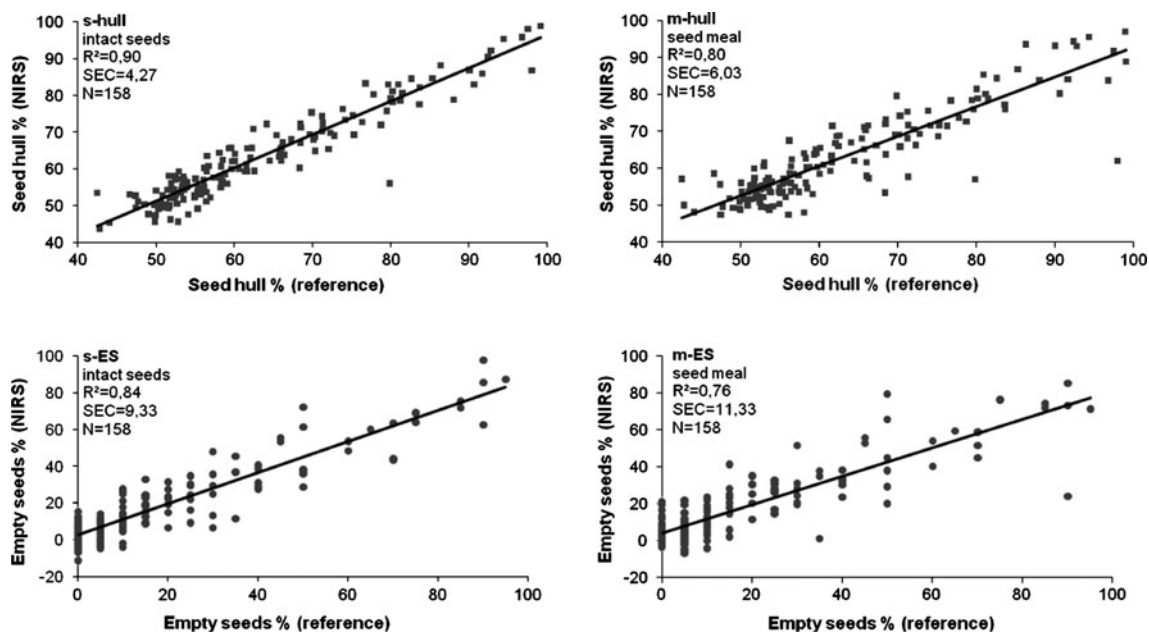 s-hull
intact seeds
R²=0,90
SEC=4,27
N=158
100
90
80
70
60
50
40
Seed hull % (NIRS)
40 50 60 70 80 90 100
Seed hull % (reference)
m-hull
seed meal
R²=0,80
SEC=6,03
N=158
100
90
80
70
60
50
40
Seed hull % (NIRS)
40 50 60 70 80 90 100
Seed hull % (reference)
s-ES
intact seeds
R²=0,84
SEC=9,33
N=158
100
80
60
40
20
0
-20
Empty seeds % (NIRS)
0 20 40 60 80 100
Empty seeds % (reference)
m-ES
seed meal
R²=0,76
SEC=11,33
N=158
100
80
60
40
20
0
-20
Empty seeds % (NIRS)
0 20 40 60 80 100
Empty seeds % (reference)